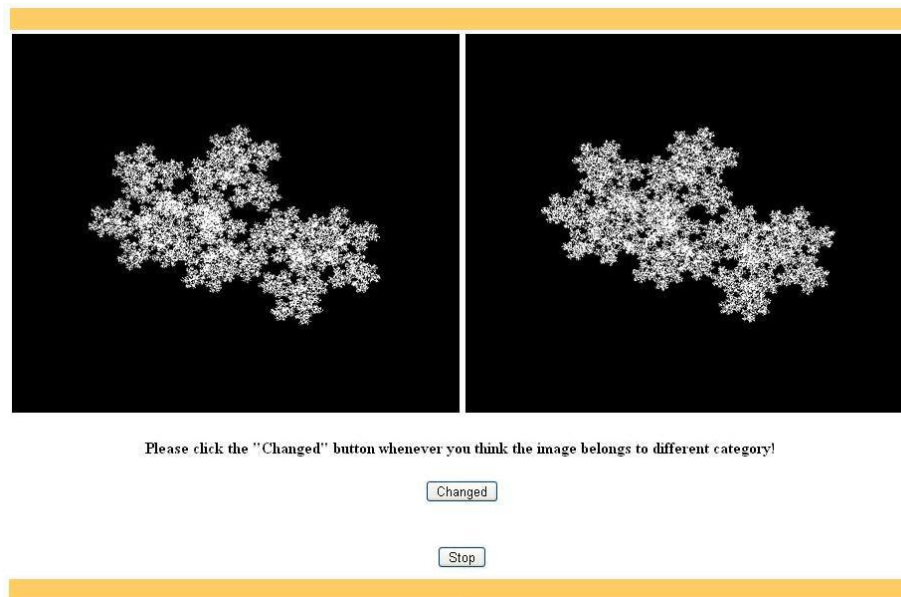 Please click the "Changed" button whenever you think the image belongs to different category!
Changed
Stop